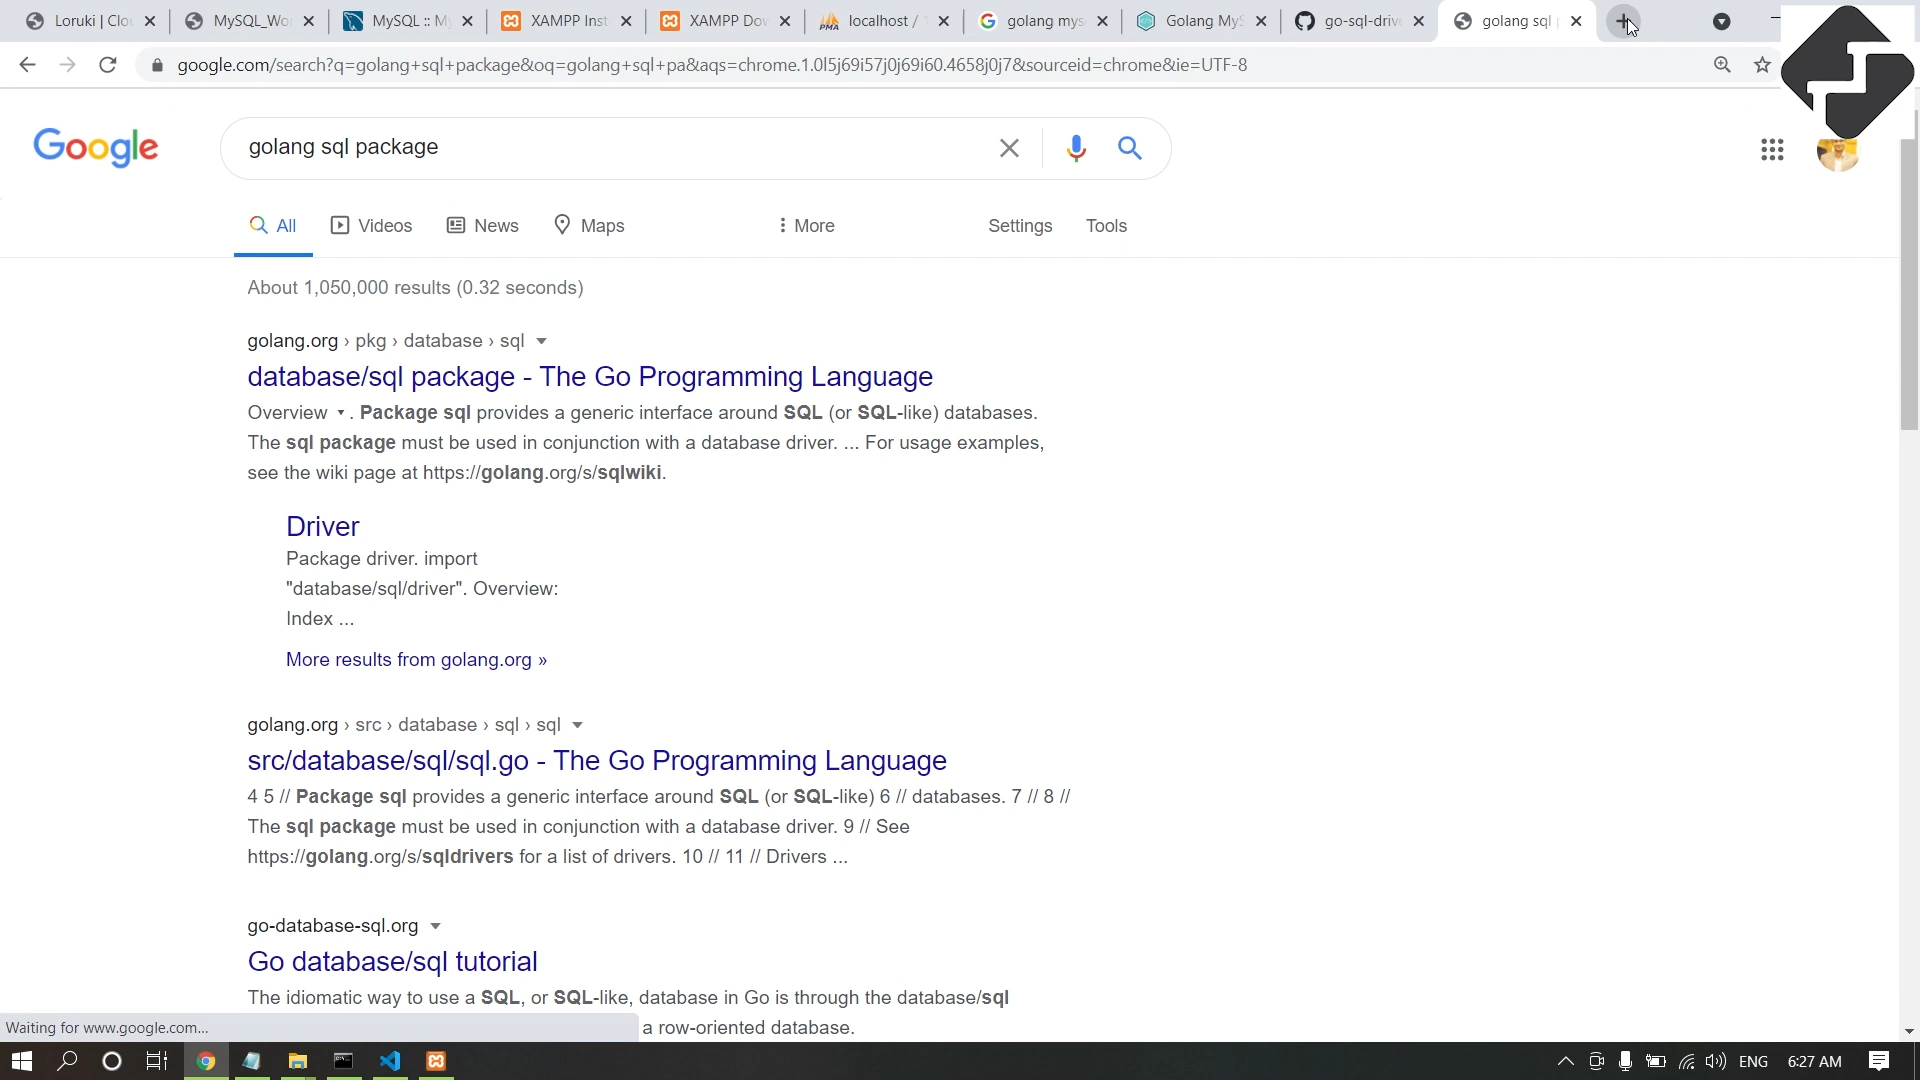 Loruki | Clo
MySQL_Wo
MySQL :: M
XAMPP Inst
XAMPP Dow
localhost /
golang mys
Golang MyS
go-sql-driv
golang sql
google.com/search?q=golang+sql+package&oq=golang+sql+pa&aqs=chrome.1.0l5j69i57j0j69i60.4658j0j7&sourceid=chrome&ie=UTF-8
Google
golang sql package
All
Videos
News
Maps
More
Settings
Tools
About 1,050,000 results (0.32 seconds)
golang.org › pkg › database › sql
database/sql package - The Go Programming Language
Overview ▾ . Package sql provides a generic interface around SQL (or SQL-like) databases.
The sql package must be used in conjunction with a database driver. ... For usage examples,
see the wiki page at https://golang.org/s/sqlwiki.
Driver
Package driver. import
"database/sql/driver". Overview:
Index ...
More results from golang.org »
golang.org › src › database › sql › sql
src/database/sql/sql.go - The Go Programming Language
4 5 // Package sql provides a generic interface around SQL (or SQL-like) 6 // databases. 7 // 8 //
The sql package must be used in conjunction with a database driver. 9 // See
https://golang.org/s/sqldrivers for a list of drivers. 10 // 11 // Drivers ...
go-database-sql.org
Go database/sql tutorial
The idiomatic way to use a SQL, or SQL-like, database in Go is through the database/sql
a row-oriented database.
Waiting for www.google.com...
ENG
6:27 AM